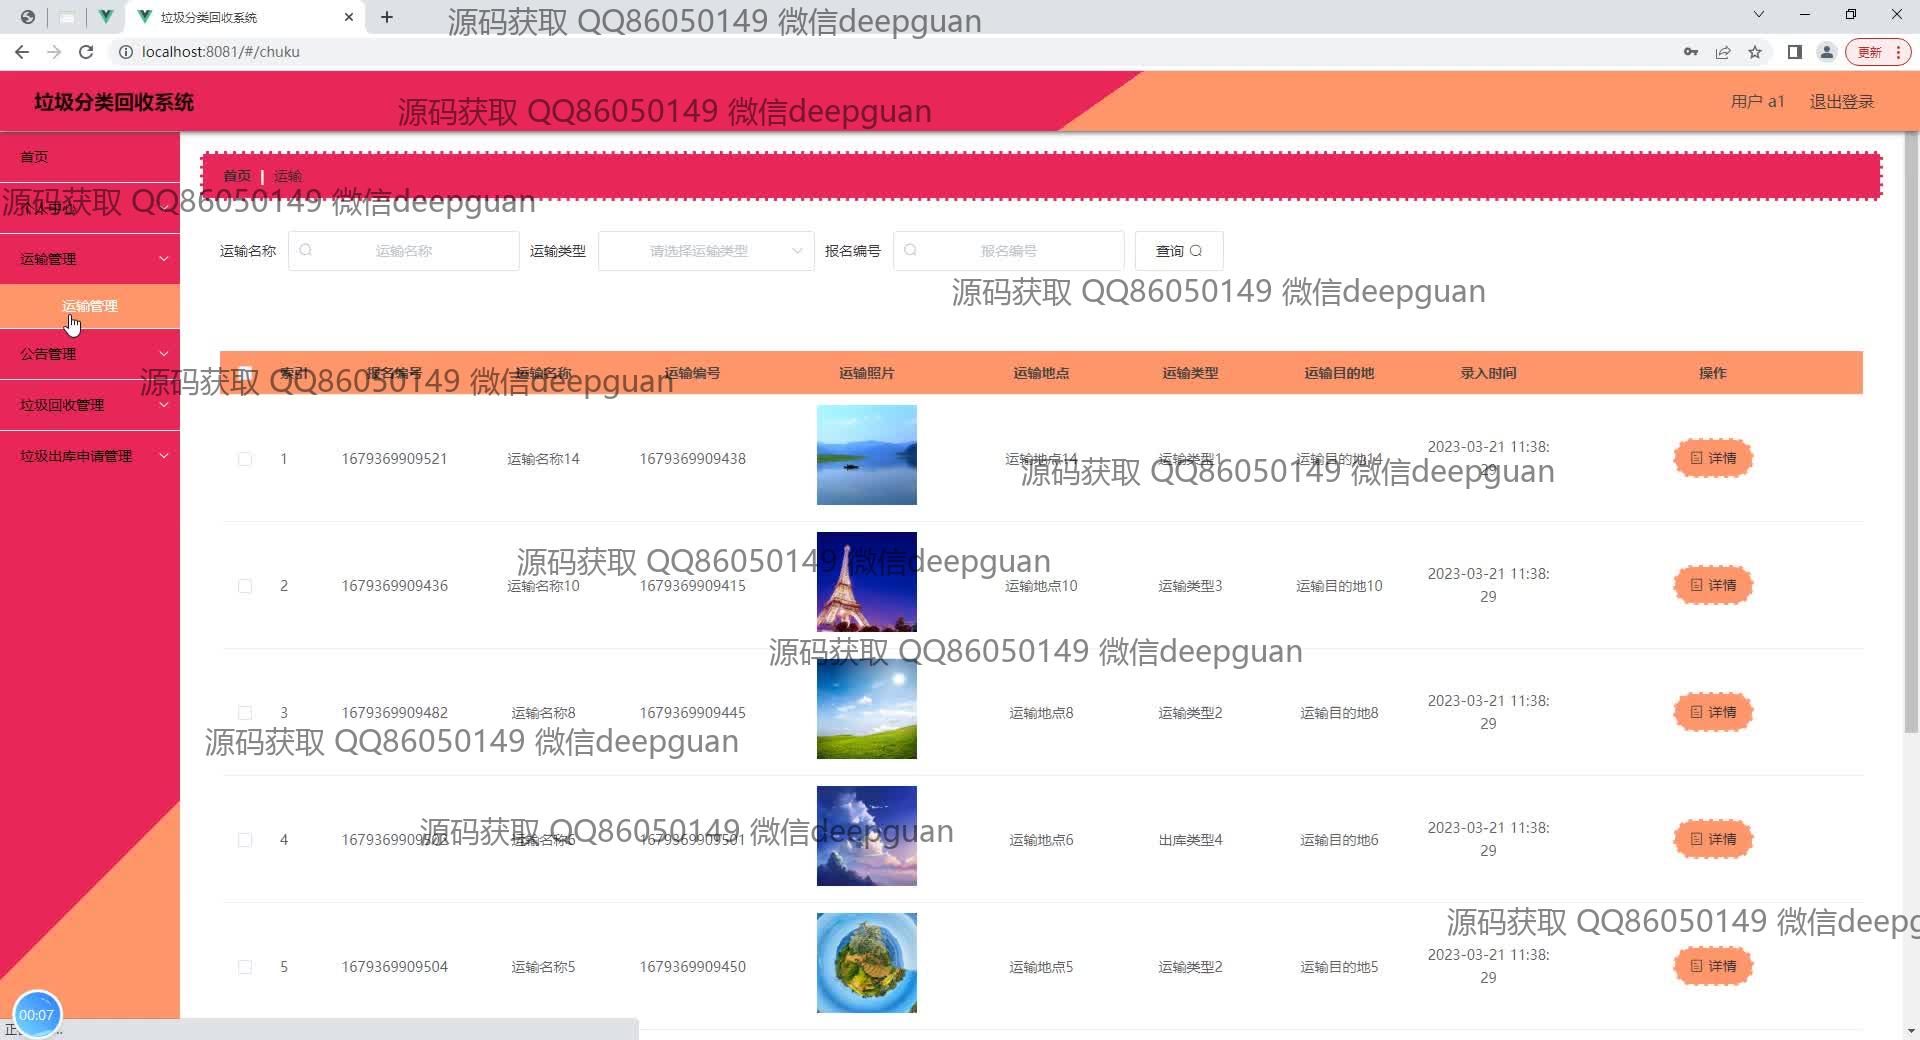 垃圾分类回收系统
源码获取 QQ86050149 微信deepguan
localhost:8081/#/chuku
更新
垃圾分类回收系统
源码获取 QQ86050149 微信deepguan
用户 a1
退出登录
首页
首页 | 运输
源码获取 QQ86050149 微信deepguan
运输管理
运输名称 运输名称 运输类型 请选择运输类型 报名编号 报名编号 查询
源码获取 QQ86050149 微信deepguan
运输管理
公告管理
索引 报名编号 运输名称 运输编号 运输照片 运输地点 运输类型 运输目的地 录入时间 操作
源码获取 QQ86050149 微信deepguan
垃圾回收管理
垃圾出库申请管理
1 1679369909521 运输名称14 1679369909438 运输地点14 运输类型1 运输目的地14 2023-03-21 11:38:29 详情
源码获取 QQ86050149 微信deepguan
源码获取 QQ86050149 微信deepguan
2 1679369909436 运输名称10 1679369909415 运输地点10 运输类型3 运输目的地10 2023-03-21 11:38:29 详情
源码获取 QQ86050149 微信deepguan
3 1679369909482 运输名称8 1679369909445 运输地点8 运输类型2 运输目的地8 2023-03-21 11:38:29 详情
源码获取 QQ86050149 微信deepguan
源码获取 QQ86050149 微信deepguan
4 运输名称6 1679369909501 运输地点6 出库类型4 运输目的地6 2023-03-21 11:38:29 详情
源码获取 QQ86050149 微信deepg
5 1679369909504 运输名称5 1679369909450 运输地点5 运输类型2 运输目的地5 2023-03-21 11:38:29 详情
00:07